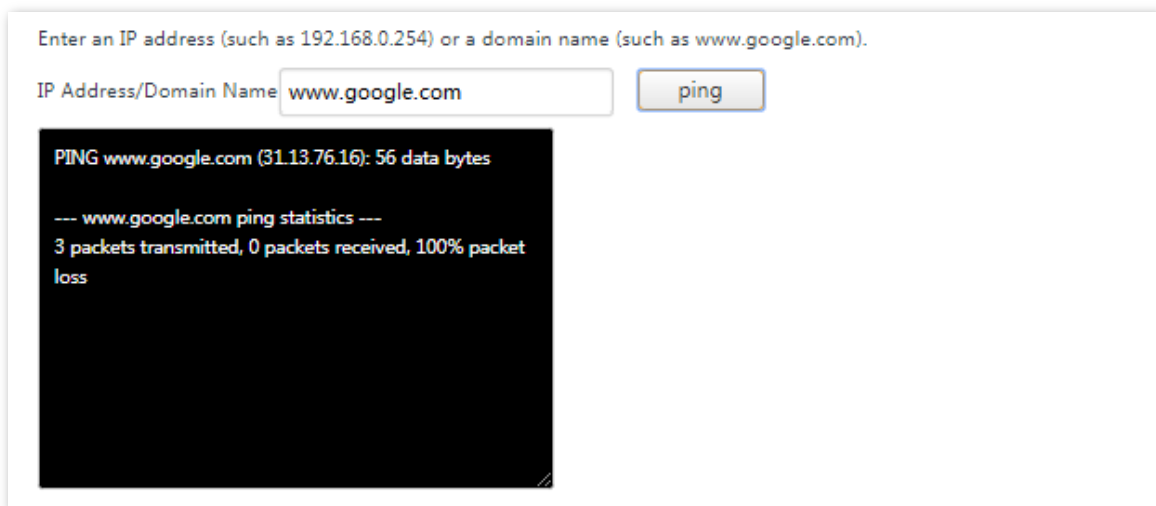 Enter an IP address (such as 192.168.0.254) or a domain name (such as www.google.com).
IP Address/Domain Name www.google.com ping
PING www.google.com (31.13.76.16): 56 data bytes
--- www.google.com ping statistics ---
3 packets transmitted, 0 packets received, 100% packet
loss